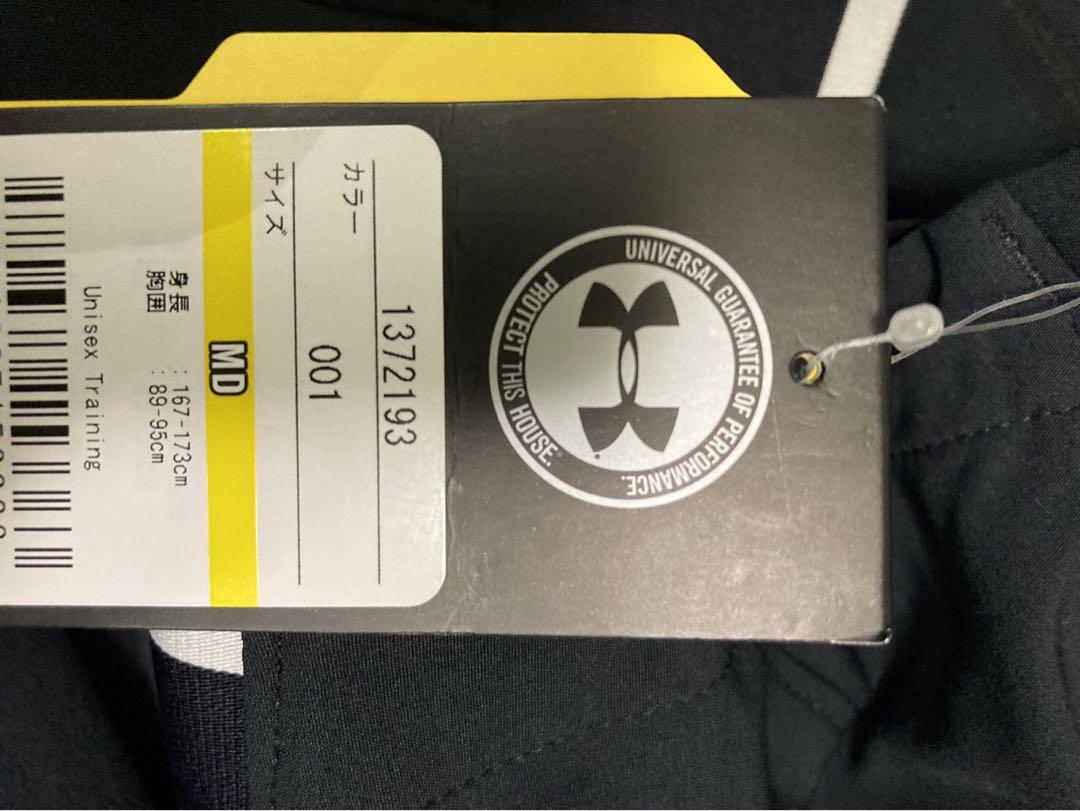 UNIVERSAL GUARANTEE OF PERFORMANCE.
PROTECT THIS HOUSE.
1372193
カラー 001
サイズ
MD
身長 : 167-173cm
胸囲 : 89-95cm
Unisex Training